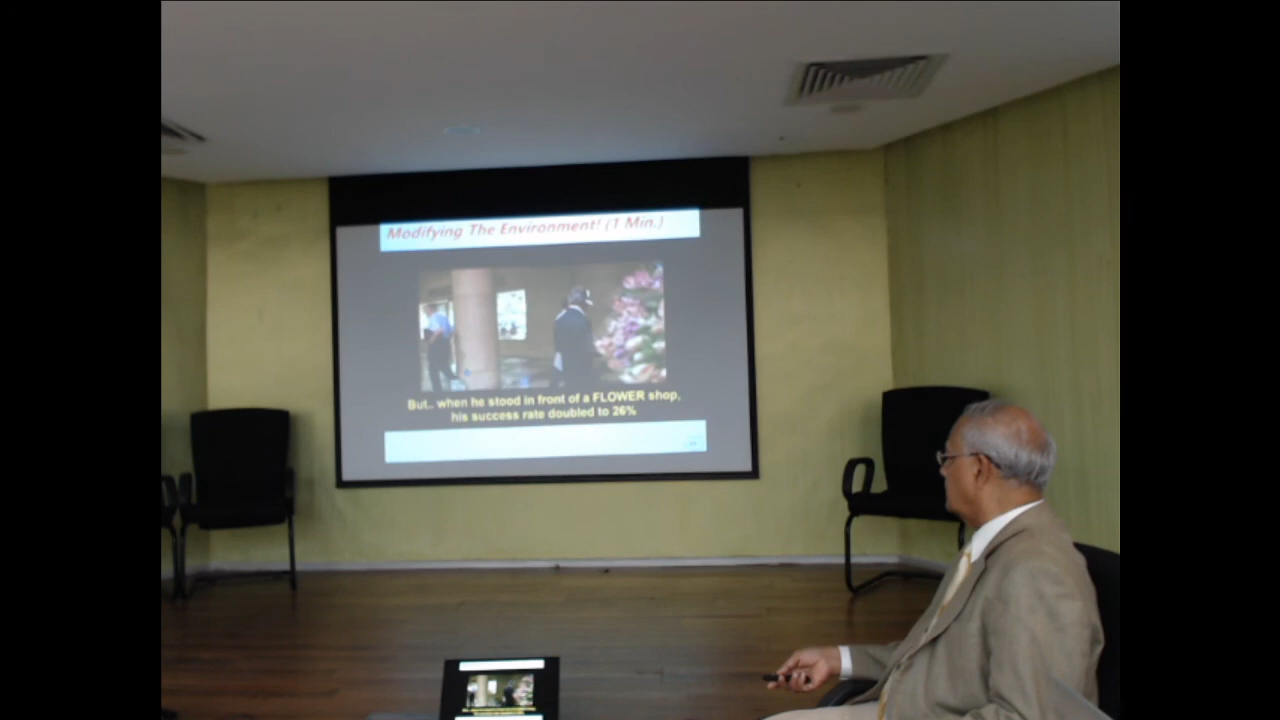 Modifying The Environment! (1 Min.)
But.. when he stood in front of a FLOWER shop,
his success rate doubled to 26%